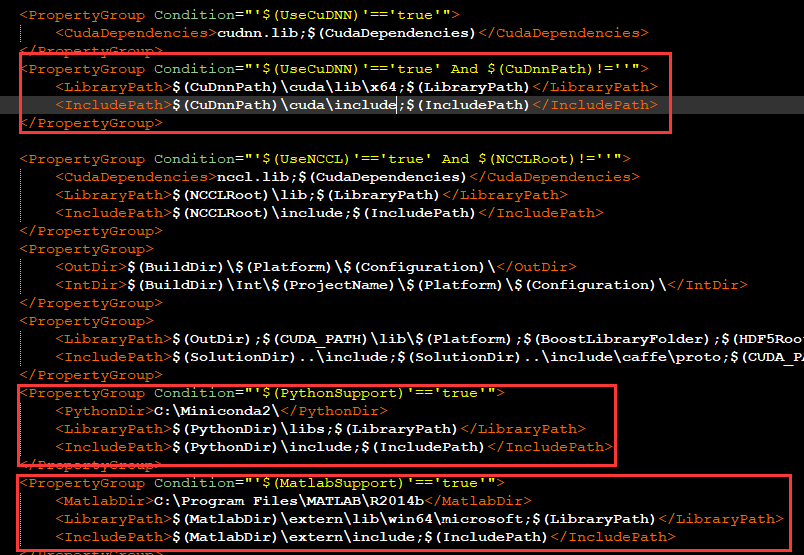 <PropertyGroup Condition="'$(UseCuDNN)'=='true'">
<CudaDependencies>cudnn.lib;$(CudaDependencies)</CudaDependencies>
</PropertyGroup>
<PropertyGroup Condition="'$(UseCuDNN)'=='true' And $(CuDnnPath)!=''">
<LibraryPath>$(CuDnnPath)\cuda\lib\x64;$(LibraryPath)</LibraryPath>
<IncludePath>$(CuDnnPath)\cuda\include;$(IncludePath)</IncludePath>
</PropertyGroup>
<PropertyGroup Condition="'$(UseNCCL)'=='true' And $(NCCLRoot)!=''">
<CudaDependencies>nccl.lib;$(CudaDependencies)</CudaDependencies>
<LibraryPath>$(NCCLRoot)\lib;$(LibraryPath)</LibraryPath>
<IncludePath>$(NCCLRoot)\include;$(IncludePath)</IncludePath>
</PropertyGroup>
<PropertyGroup>
<OutDir>$(BuildDir)\$(Platform)\$(Configuration)\</OutDir>
<IntDir>$(BuildDir)\Int\$(ProjectName)\$(Platform)\$(Configuration)\</IntDir>
</PropertyGroup>
<PropertyGroup>
<LibraryPath>$(OutDir);$(CUDA_PATH)\lib\$(Platform);$(BoostLibraryFolder);$(HDF5Roo
<IncludePath>$(SolutionDir)..\include;$(SolutionDir)..\include\caffe\proto;$(CUDA_PA
</PropertyGroup>
<PropertyGroup Condition="'$(PythonSupport)'=='true'">
<PythonDir>C:\Miniconda2\</PythonDir>
<LibraryPath>$(PythonDir)\libs;$(LibraryPath)</LibraryPath>
<IncludePath>$(PythonDir)\include;$(IncludePath)</IncludePath>
</PropertyGroup>
<PropertyGroup Condition="'$(MatlabSupport)'=='true'">
<MatlabDir>C:\Program Files\MATLAB\R2014b</MatlabDir>
<LibraryPath>$(MatlabDir)\extern\lib\win64\microsoft;$(LibraryPath)</LibraryPath>
<IncludePath>$(MatlabDir)\extern\include;$(IncludePath)</IncludePath>
</PropertyGroup>